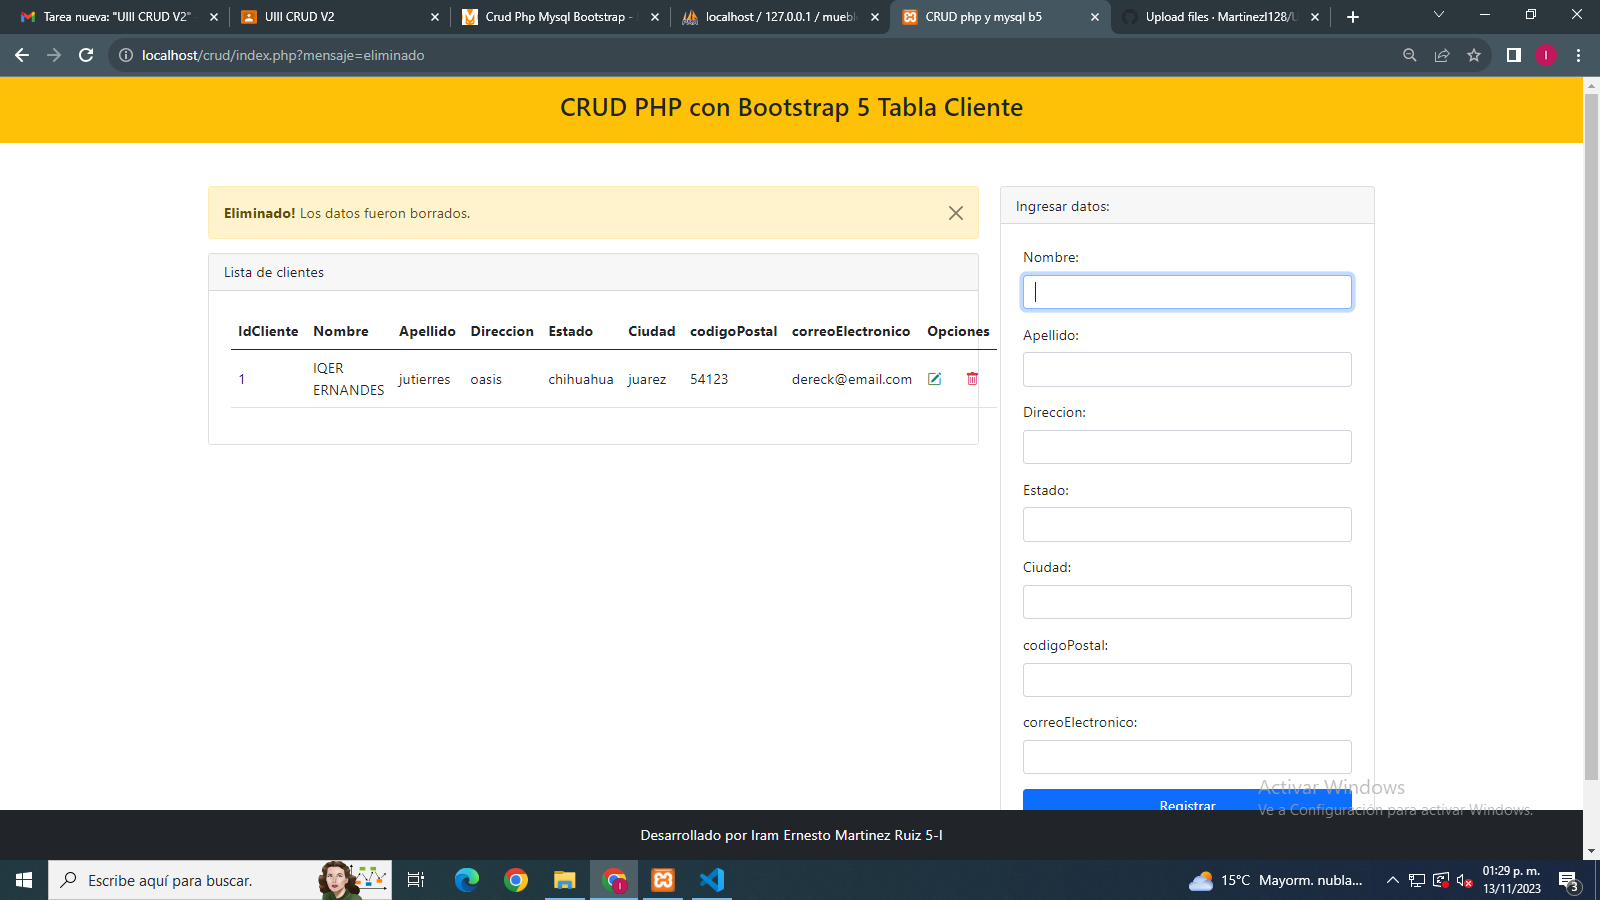 Tarea nueva: "UIII CRUD V2"
UIII CRUD V2
Crud Php Mysql Bootstrap -
localhost / 127.0.0.1 / muebl
CRUD php y mysql b5
Upload files · MartinezI128/U
localhost/crud/index.php?mensaje=eliminado
I
CRUD PHP con Bootstrap 5 Tabla Cliente
Eliminado! Los datos fueron borrados.
Lista de clientes
IdCliente Nombre Apellido Direccion Estado Ciudad codigoPostal correoElectronico Opciones
1 IQER ERNANDES jutierres oasis chihuahua juarez 54123 dereck@email.com
Ingresar datos:
Nombre:
Apellido:
Direccion:
Estado:
Ciudad:
codigoPostal:
correoElectronico:
Registrar
Activar Windows
Ve a Configuración para activar Windows.
Desarrollado por Iram Ernesto Martinez Ruiz 5-I
Escribe aquí para buscar.
15°C Mayorm. nubla...
01:29 p. m.
13/11/2023
3